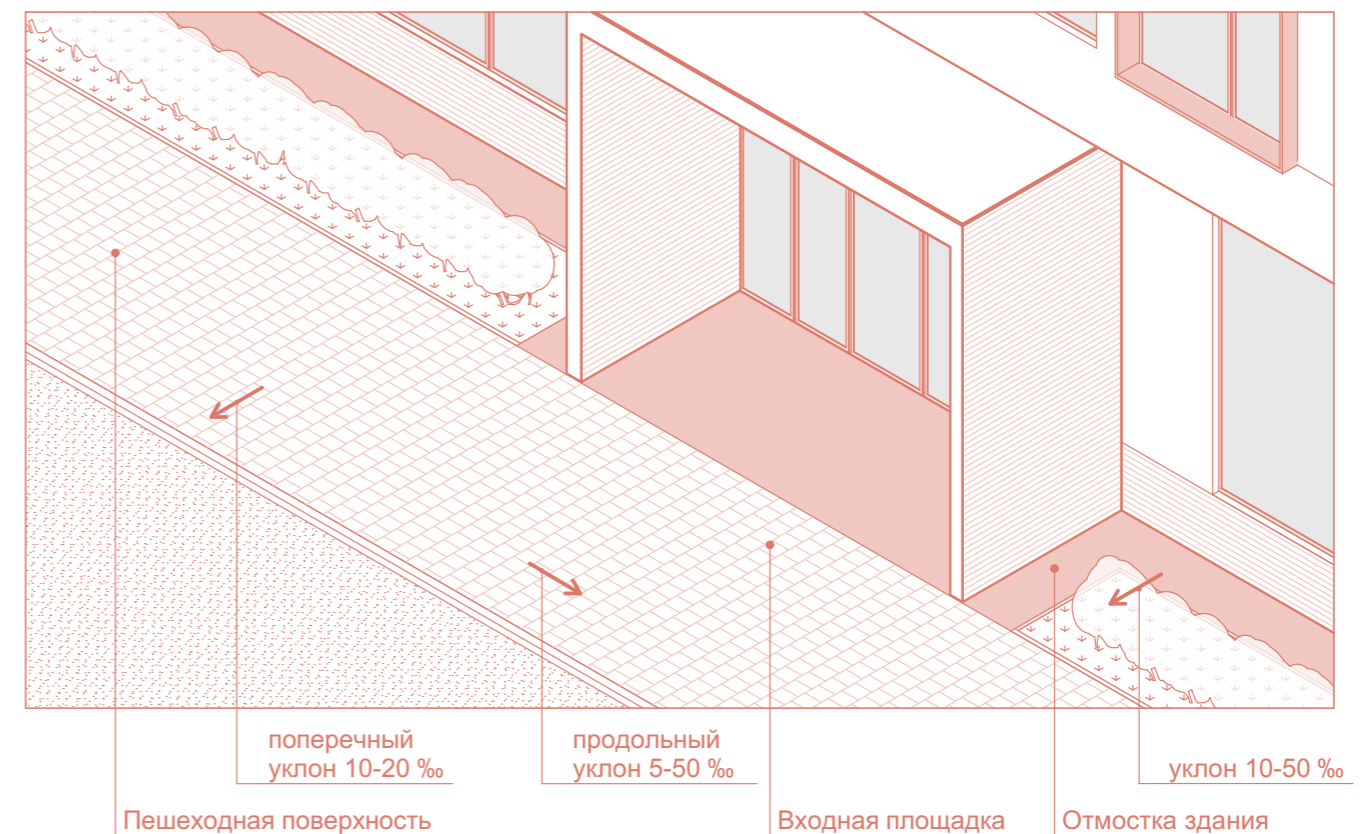 поперечный
уклон 10-20 ‰
продольный
уклон 5-50 ‰
уклон 10-50 ‰
Пешеходная поверхность
Входная площадка
Отмостка здания